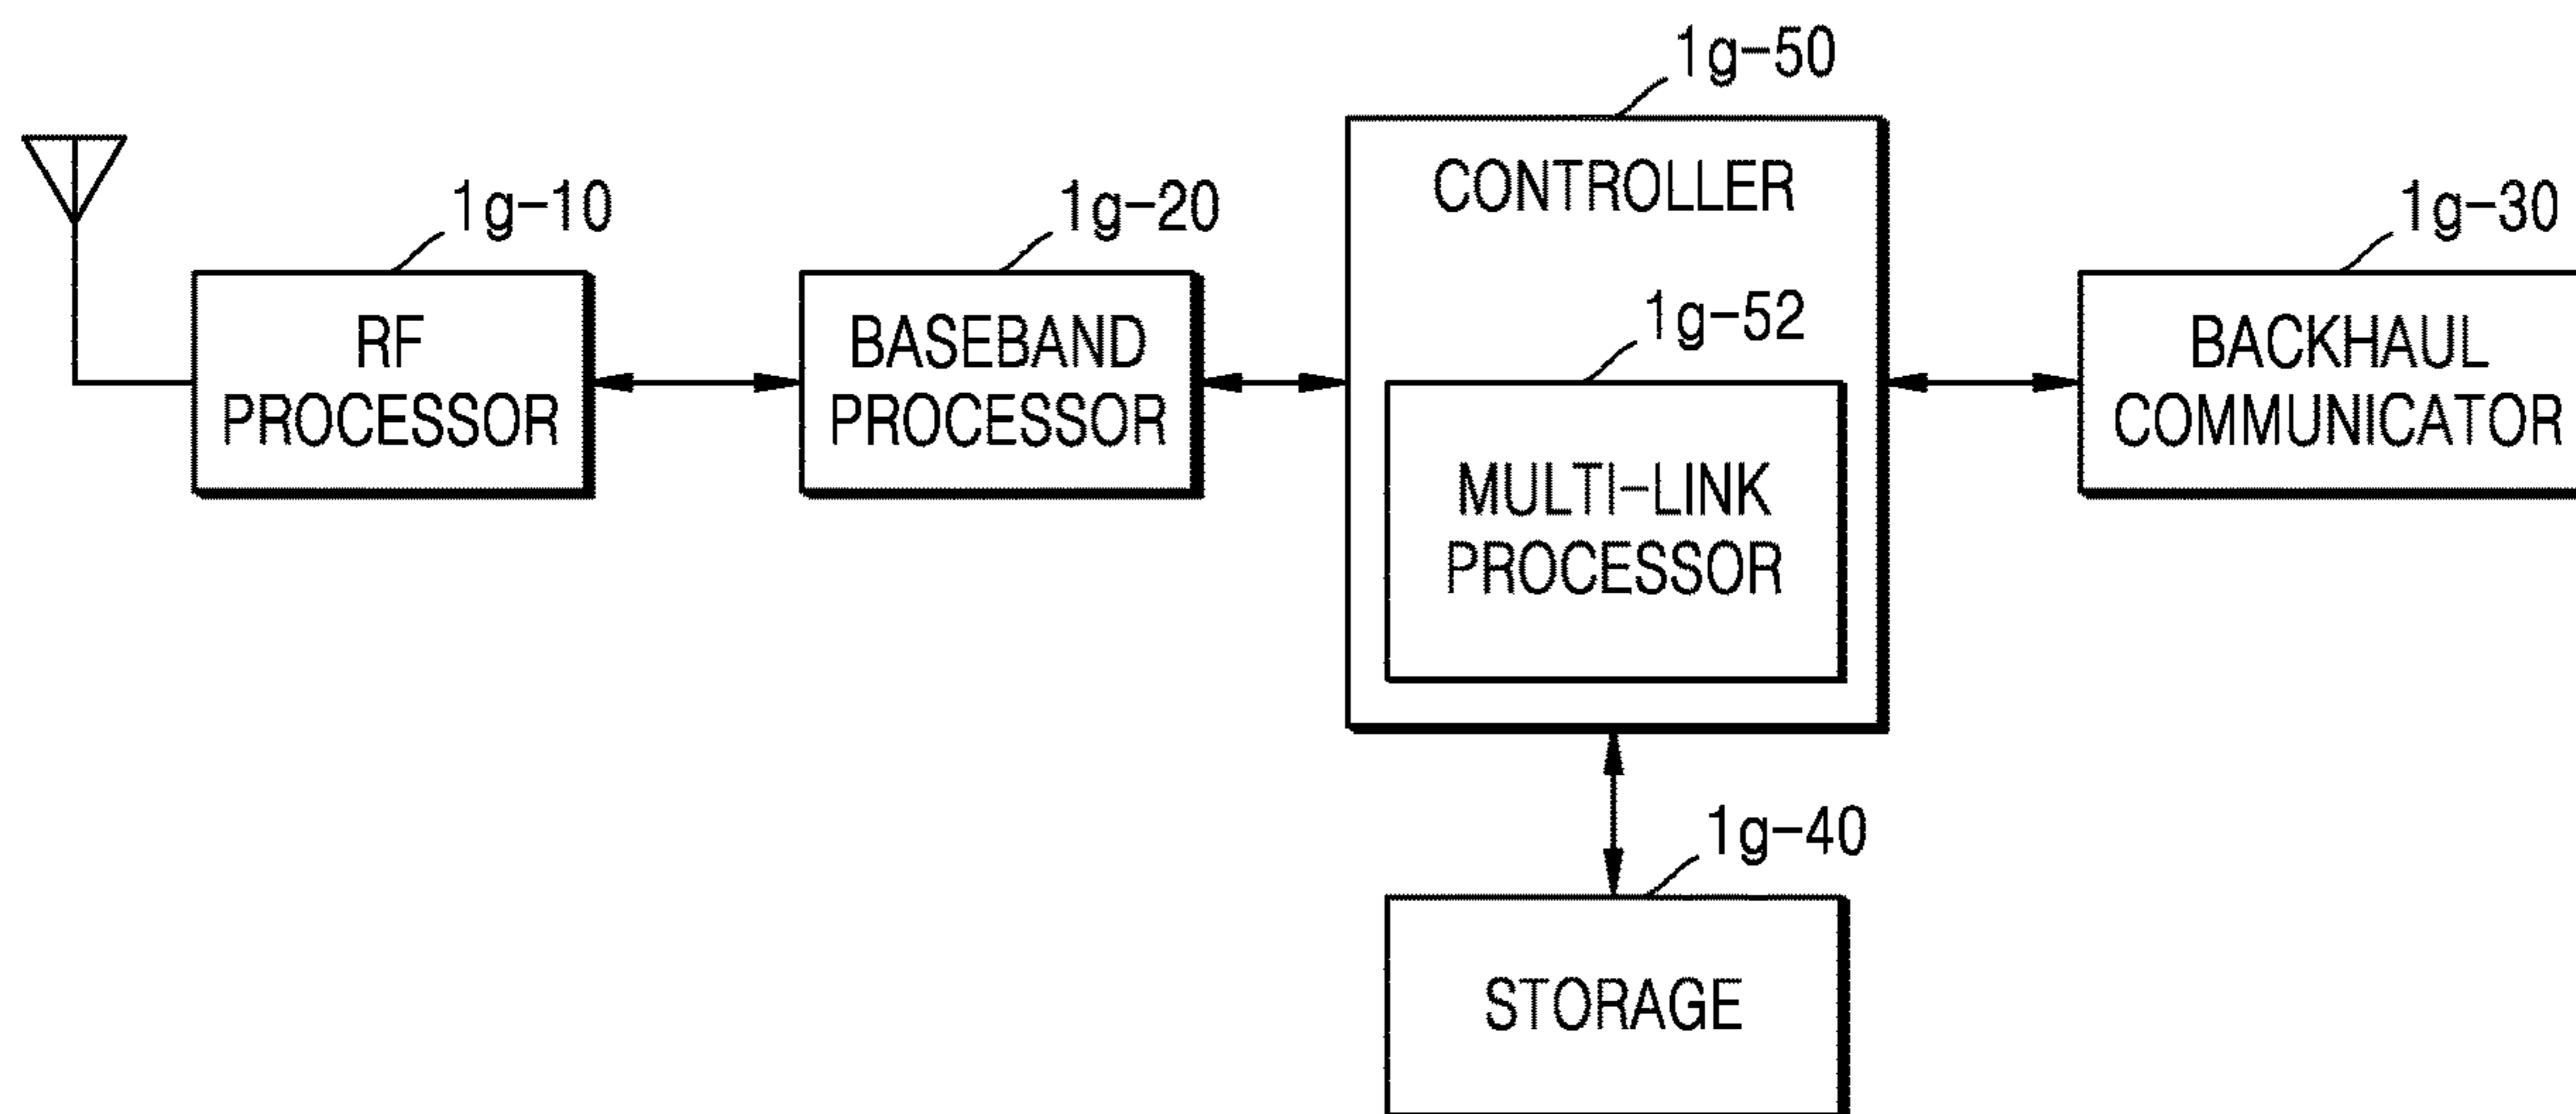 1g-50
CONTROLLER
1g-10
1g-20
1g-30
RF
PROCESSOR
BASEBAND
PROCESSOR
1g-52
MULTI-LINK
PROCESSOR
BACKHAUL
COMMUNICATOR
1g-40
STORAGE